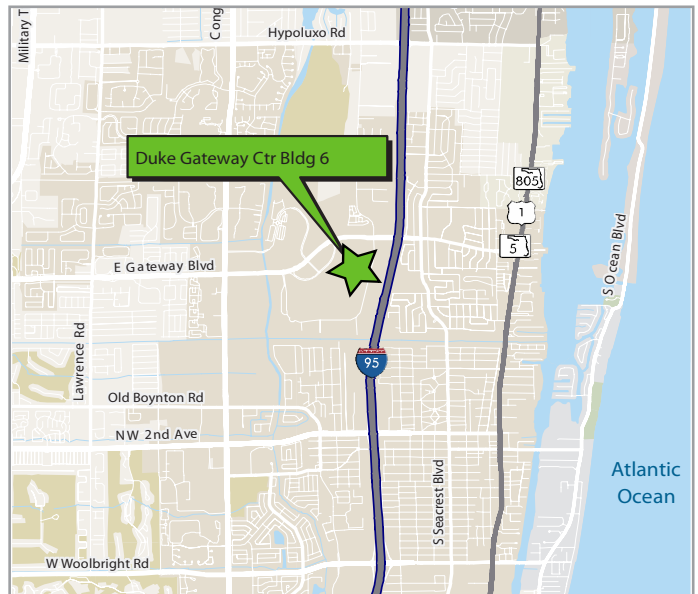 Military T
Cong
Hypoluxo Rd
Duke Gateway Ctr Bldg 6
805
1
5
S Ocean Blvd
E Gateway Blvd
Lawrence Rd
95
Old Boynton Rd
NW 2nd Ave
S Seacrest Blvd
Atlantic
Ocean
W Woolbright Rd